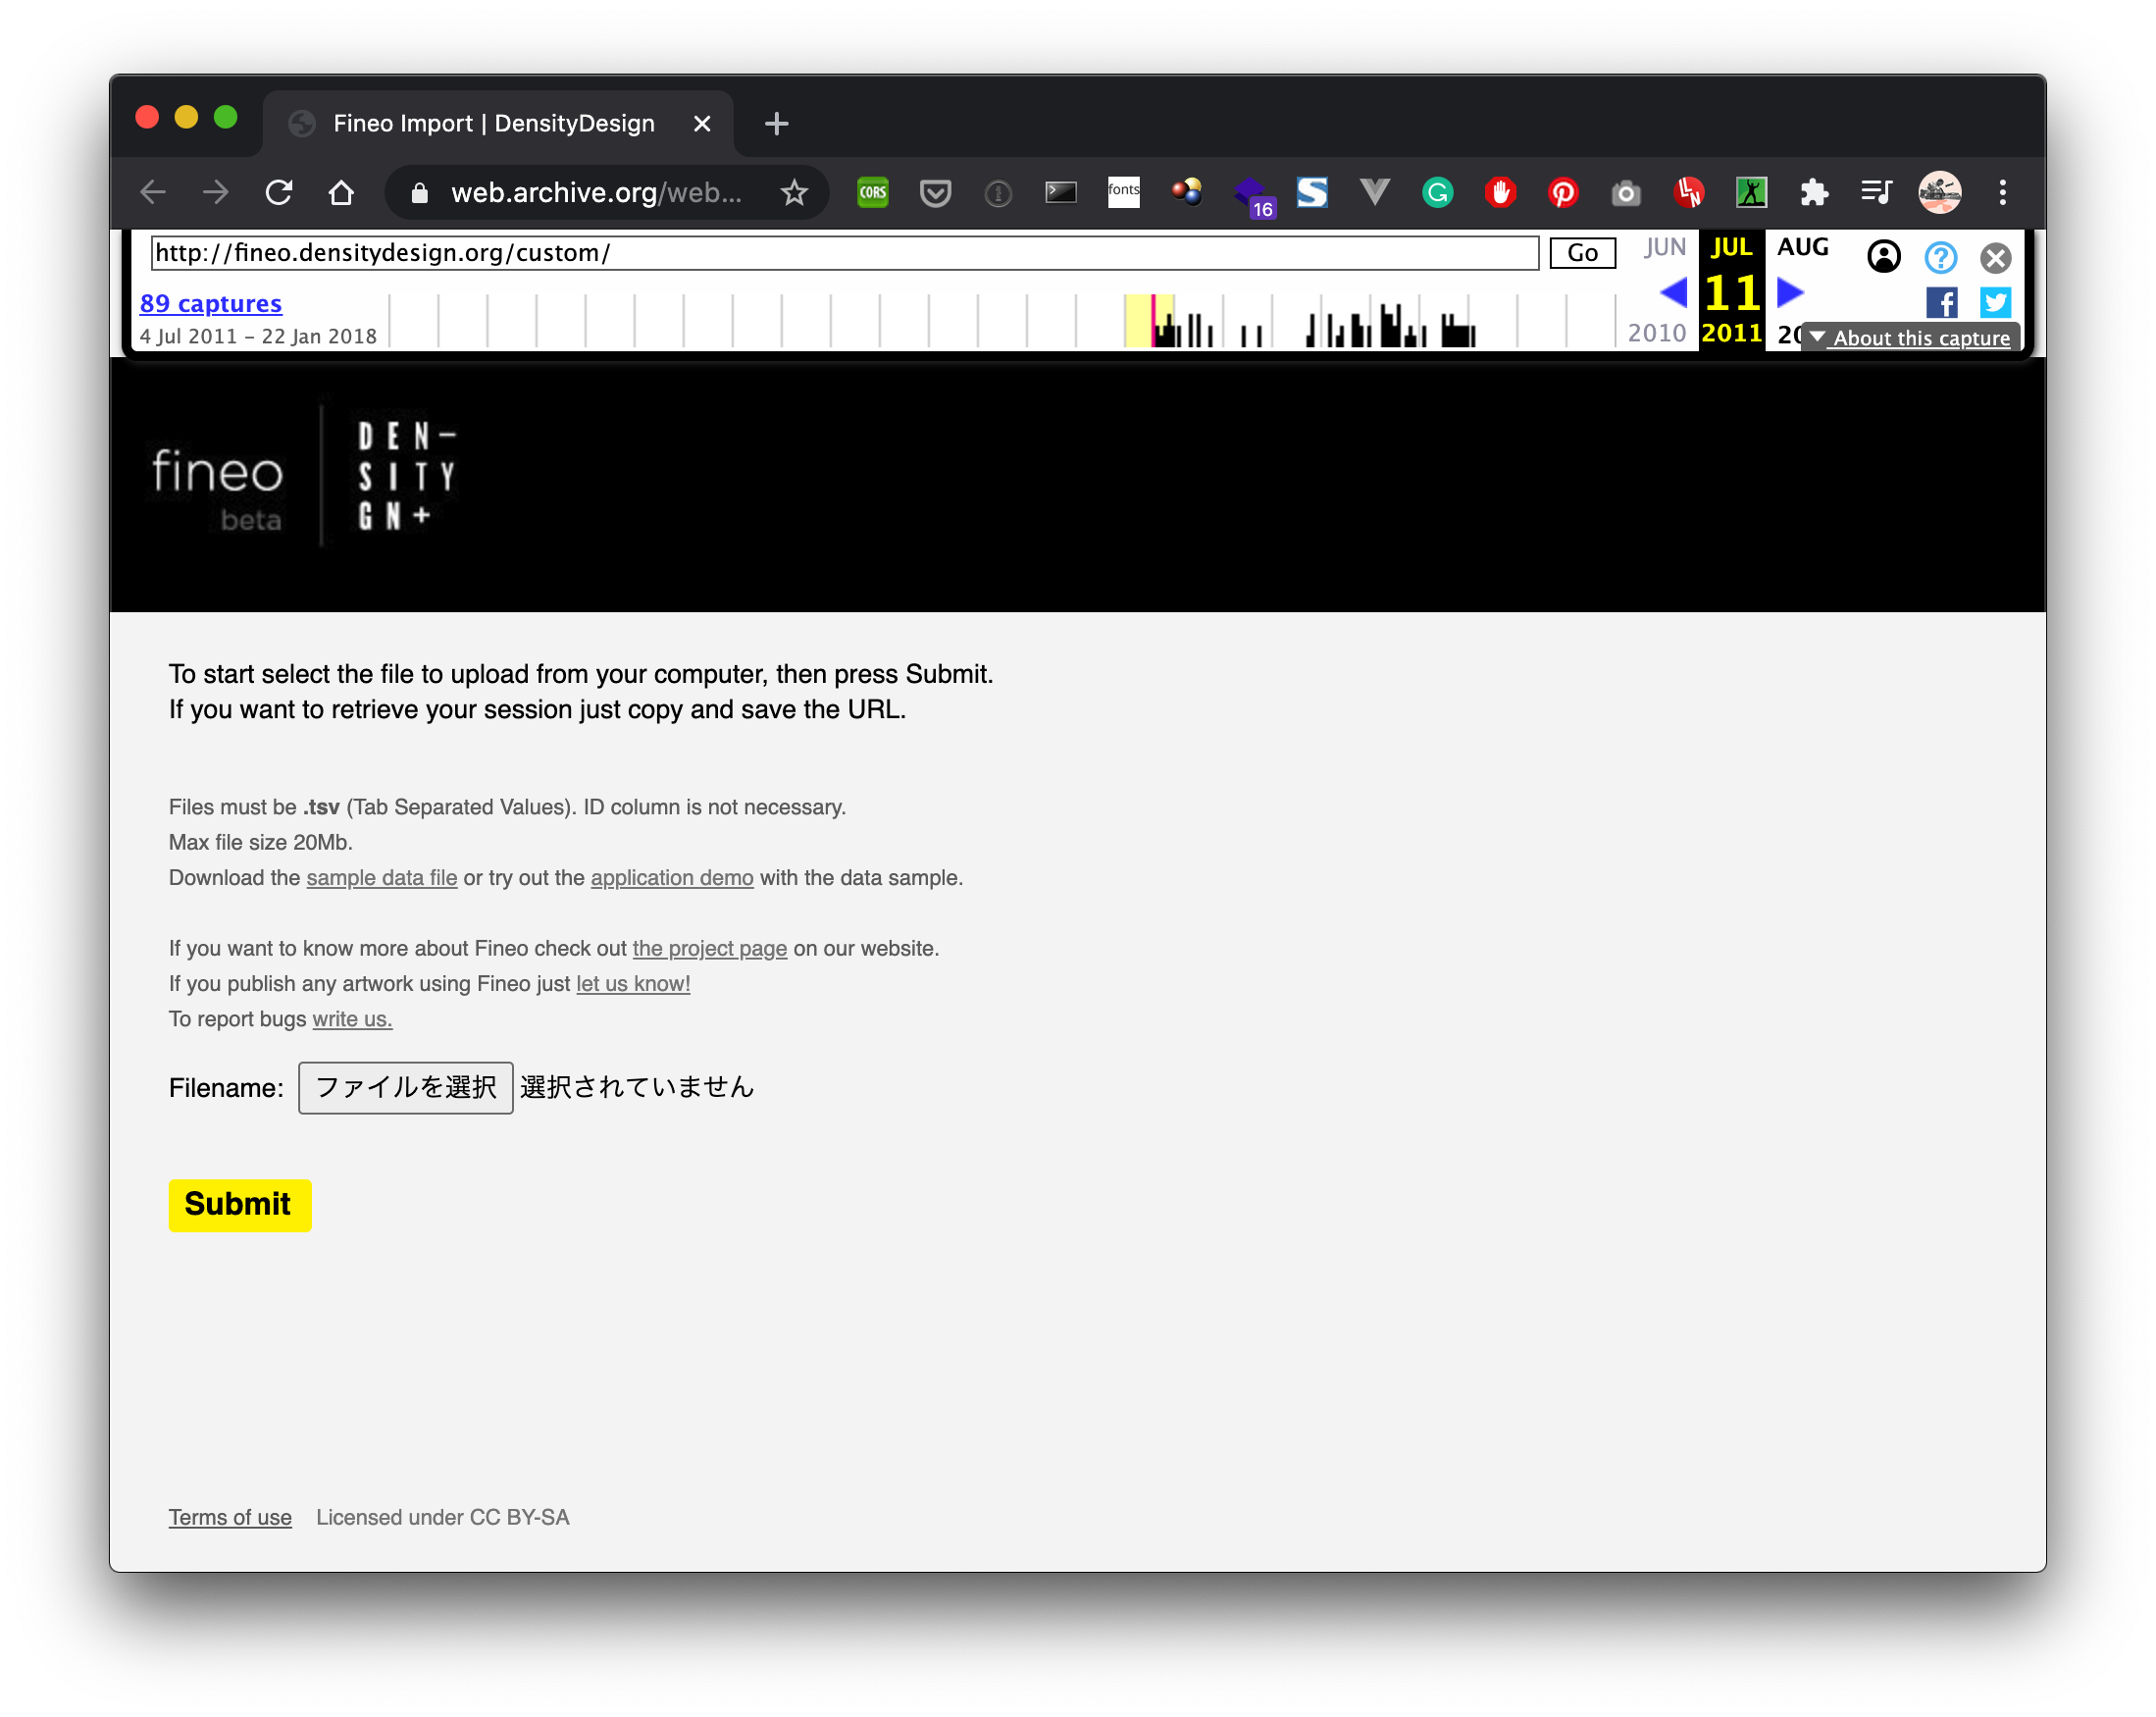 Fineo Import | DensityDesign
web.archive.org/web...
CORS
fonts
16
http://fineo.densitydesign.org/custom/
Go
JUN
JUL
AUG
89 captures
11
4 Jul 2011 – 22 Jan 2018
2010
2011
20
About this capture
fineo
beta
DEN–
SITY
GN+
To start select the file to upload from your computer, then press Submit.
If you want to retrieve your session just copy and save the URL.
Files must be .tsv (Tab Separated Values). ID column is not necessary.
Max file size 20Mb.
Download the sample data file or try out the application demo with the data sample.
If you want to know more about Fineo check out the project page on our website.
If you publish any artwork using Fineo just let us know!
To report bugs write us.
Filename: ファイルを選択 選択されていません
Submit
Terms of use Licensed under CC BY-SA